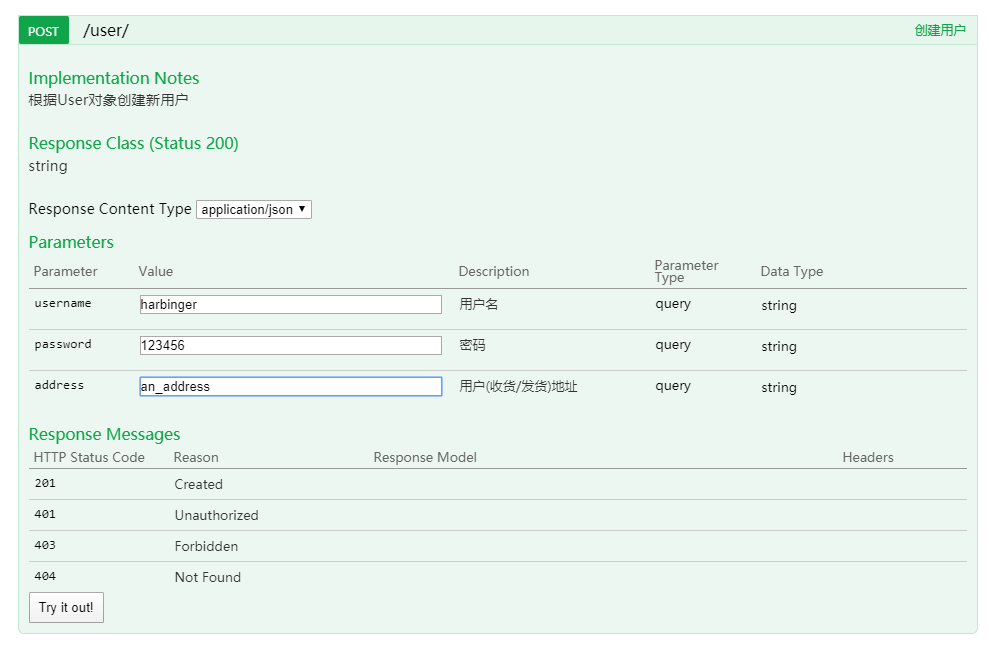 POST /user/ 创建用户
Implementation Notes
根据User对象创建新用户
Response Class (Status 200)
string
Response Content Type application/json
Parameters
Parameter Value Description Parameter Type Data Type
username harbinger 用户名 query string
password 123456 密码 query string
address an_address 用户(收货/发货)地址 query string
Response Messages
HTTP Status Code Reason Response Model Headers
201 Created
401 Unauthorized
403 Forbidden
404 Not Found
Try it out!